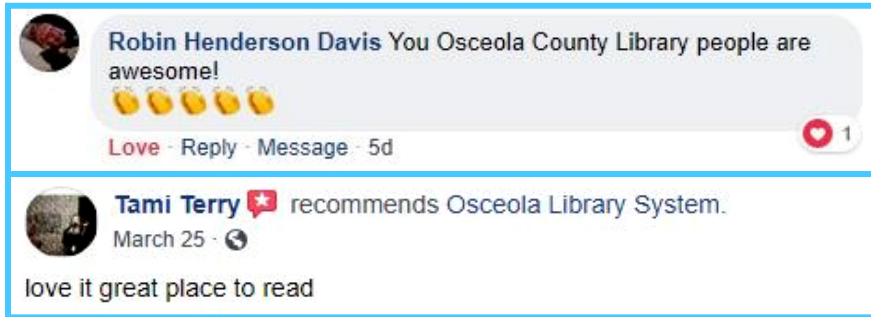 Robin Henderson Davis You Osceola County Library people are
awesome!
👏👏👏👏👏
Love · Reply · Message · 5d
1
Tami Terry recommends Osceola Library System.
March 25 ·
love it great place to read